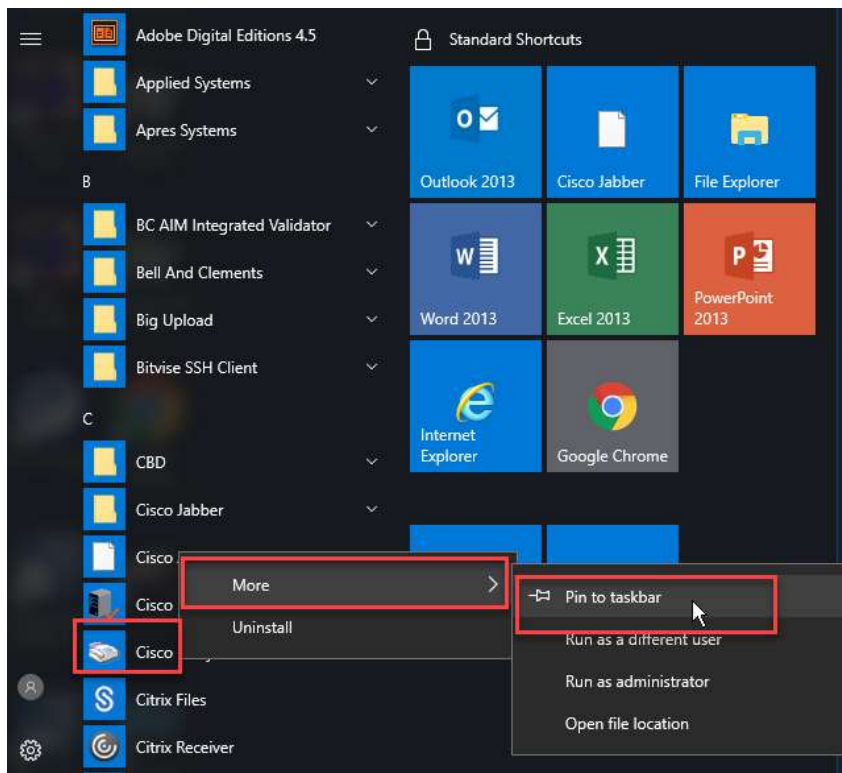 Adobe Digital Editions 4.5
Applied Systems
Apres Systems
B
BC AIM Integrated Validator
Bell And Clements
Big Upload
Bitvise SSH Client
C
CBD
Cisco Jabber
Cisco
Cisco
Cisco
Citrix Files
Citrix Receiver
Standard Shortcuts
Outlook 2013
Cisco Jabber
File Explorer
Word 2013
Excel 2013
PowerPoint
2013
Internet
Explorer
Google Chrome
More
Uninstall
Pin to taskbar
Run as a different user
Run as administrator
Open file location